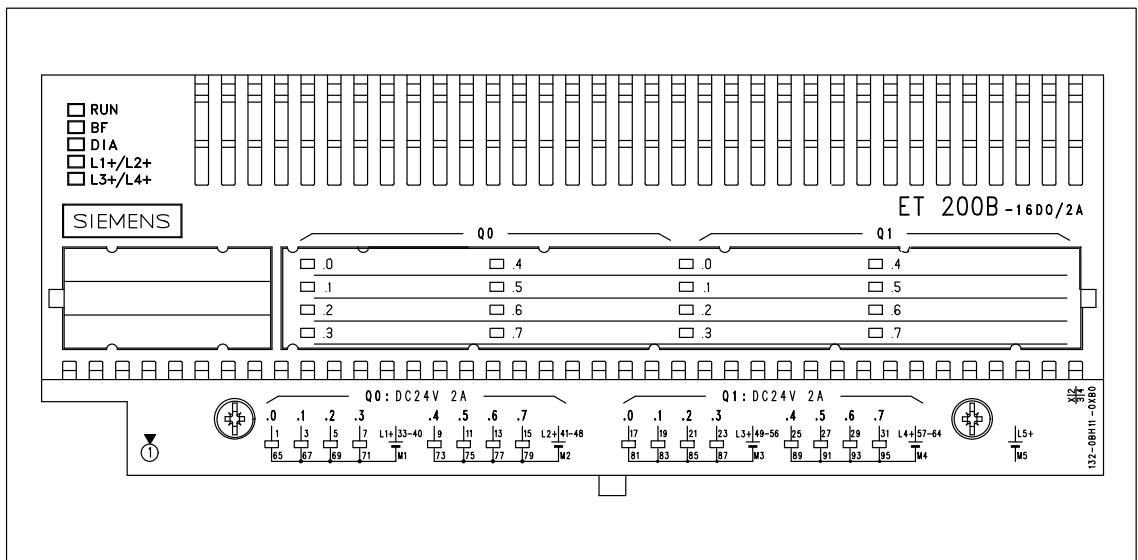 RUN
BF
DIA
L1+/L2+
L3+/L4+
SIEMENS
ET 200B -16DO/2A
Q0 Q1
.0 .4 .0 .4
.1 .5 .1 .5
.2 .6 .2 .6
.3 .7 .3 .7
Q0: DC24V 2A Q1: DC24V 2A
.0 .1 .2 .3 .4 .5 .6 .7 .0 .1 .2 .3 .4 .5 .6 .7
1 3 5 7 L1+ 33-40 9 11 13 15 L2+ 41-48 17 19 21 23 L3+ 49-56 25 27 29 31 L4+ 57-64 L5+
65 67 69 71 M1 73 75 77 79 M2 81 83 85 87 M3 89 91 93 95 M4 M5
1
X 2
3 4
132-0BH11-0XB0